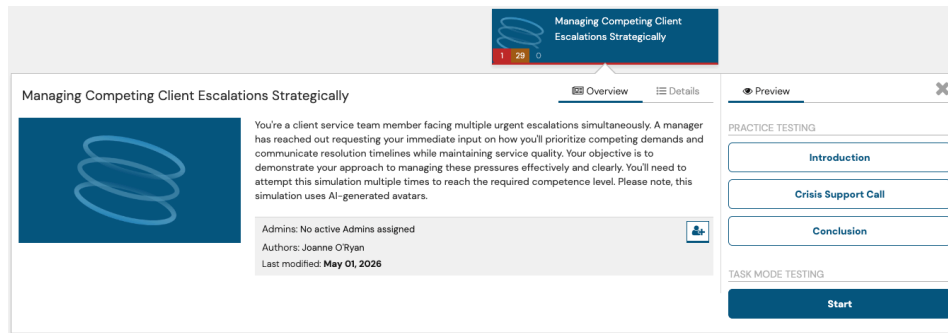 Managing Competing Client
Escalations Strategically
1 29 0
Managing Competing Client Escalations Strategically
Overview
Details
You're a client service team member facing multiple urgent escalations simultaneously. A manager
has reached out requesting your immediate input on how you'll prioritize competing demands and
communicate resolution timelines while maintaining service quality. Your objective is to
demonstrate your approach to managing these pressures effectively and clearly. You'll need to
attempt this simulation multiple times to reach the required competence level. Please note, this
simulation uses AI-generated avatars.
Admins: No active Admins assigned
Authors: Joanne O'Ryan
Last modified: May 01, 2026
Preview
PRACTICE TESTING
Introduction
Crisis Support Call
Conclusion
TASK MODE TESTING
Start